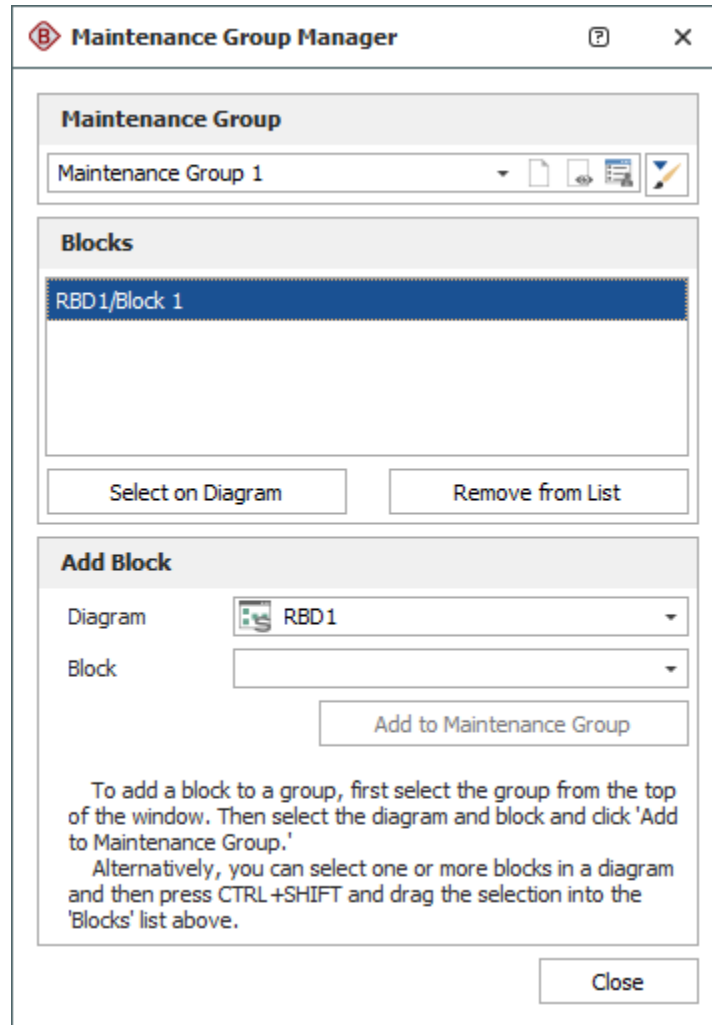 Maintenance Group Manager
Maintenance Group
Maintenance Group 1
Blocks
RBD1/Block 1
Select on Diagram
Remove from List
Add Block
Diagram
RBD1
Block
Add to Maintenance Group
To add a block to a group, first select the group from the top
of the window. Then select the diagram and block and click 'Add
to Maintenance Group.'
Alternatively, you can select one or more blocks in a diagram
and then press CTRL+SHIFT and drag the selection into the
'Blocks' list above.
Close